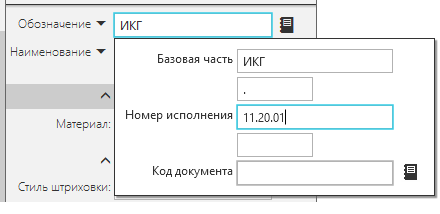 Обозначение ИКГ
Наименование
Базовая часть ИКГ
.
Номер исполнения 11.20.01
Материал:
Код документа
Стиль штриховки: